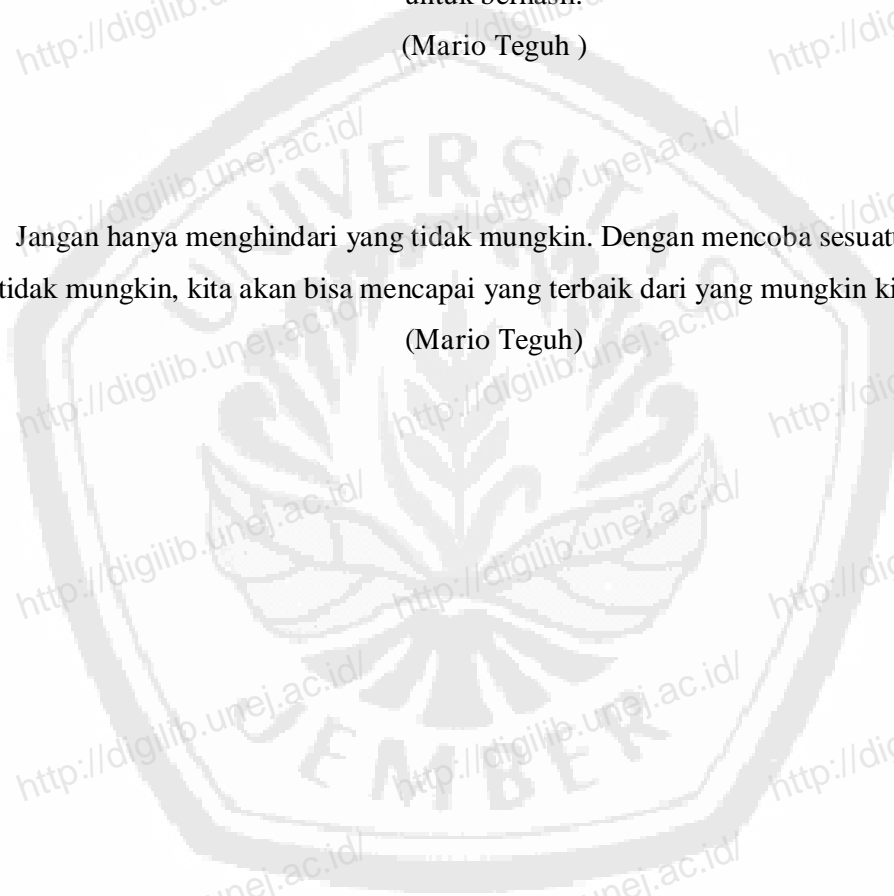 untuk berhasil.
(Mario Teguh )
Jangan hanya menghindari yang tidak mungkin. Dengan mencoba
tidak mungkin, kita akan bisa mencapai yang terbaik dari yang mungkin
(Mario Teguh)
UNIVERSITAS
JEMBER
http://digilib.unej.ac.id/
http://digilib.unej.ac.id/
http://digilib.unej.ac.id/
http://digilib.unej.ac.id/
http://digilib.unej.ac.id/
http://digilib.unej.ac.id/
http://digilib.unej.ac.id/
http://digilib.unej.ac.id/